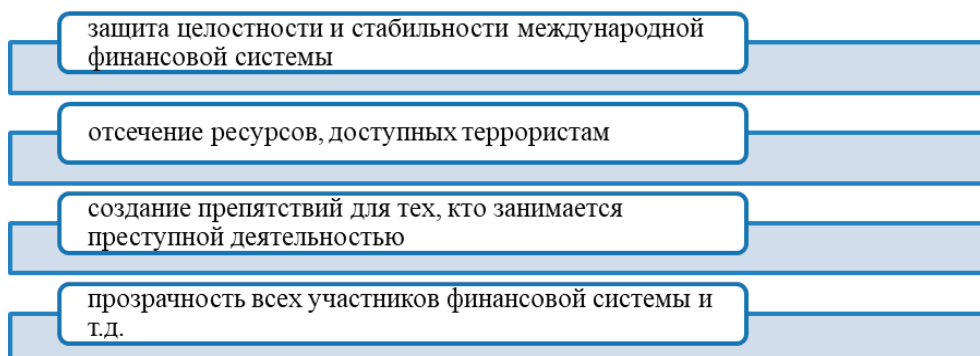 защита целостности и стабильности международной
финансовой системы
отсечение ресурсов, доступных террористам
создание препятствий для тех, кто занимается
преступной деятельностью
прозрачность всех участников финансовой системы и
т.д.